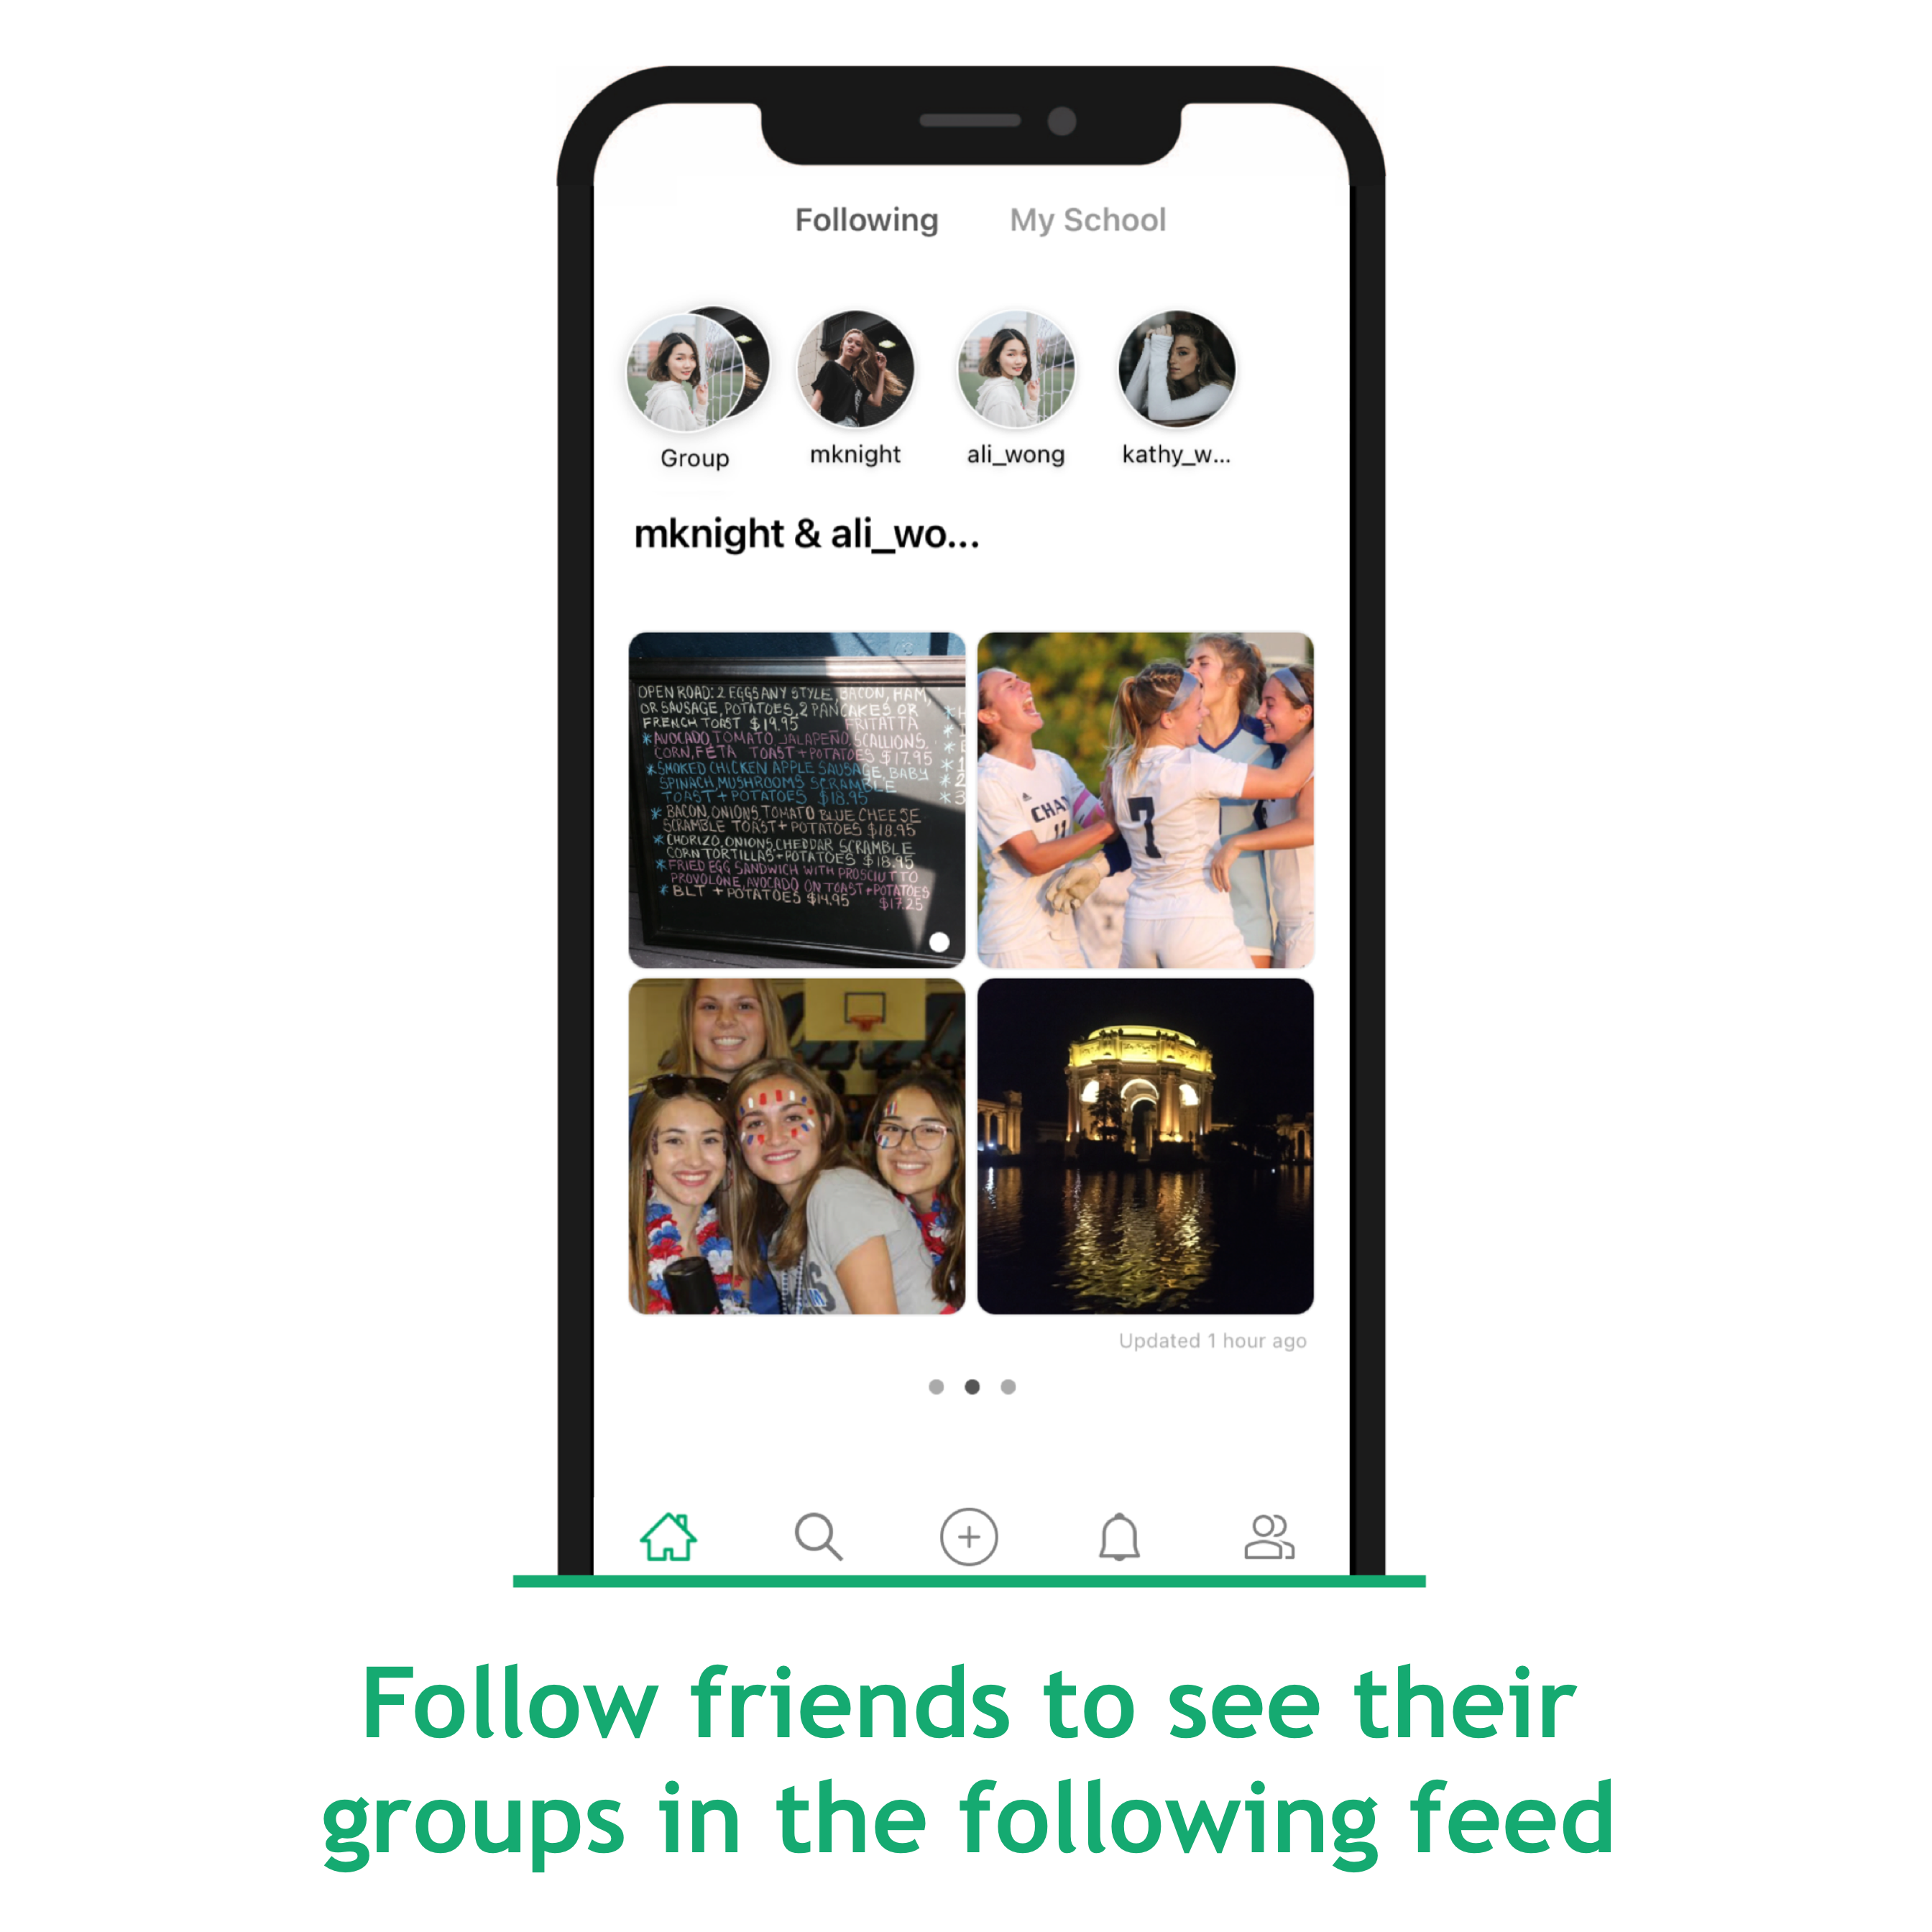 Following My School
Group mknight ali_wong kathy_w...
mknight & ali_wo...
OPEN ROAD: 2 EGGS ANY STYLE, BACON, HAM,
OR SAUSAGE, POTATOES, 2 PANCAKES OR
FRENCH TOAST $19.95 FRITATTA
*AVOCADO, TOMATO JALAPEÑO, SCALLIONS,
CORN, FETA TOAST + POTATOES $17.95
*SMOKED CHICKEN APPLE SAUSAGE, BABY
SPINACH, MUSHROOMS SCRAMBLE
TOAST + POTATOES $18.95
* BACON, ONIONS, TOMATO BLUE CHEESE
SCRAMBLE TOAST + POTATOES $18.95
*CHORIZO, ONIONS, CHEDDAR SCRAMBLE
CORN TORTILLAS + POTATOES $18.95
*FRIED EGG SANDWICH WITH PROSCIUTTO
PROVOLONE, AVOCADO ON TOAST + POTATOES
* BLT + POTATOES $14.95 $17.25
CHA
11
7
Updated 1 hour ago
Follow friends to see their
groups in the following feed